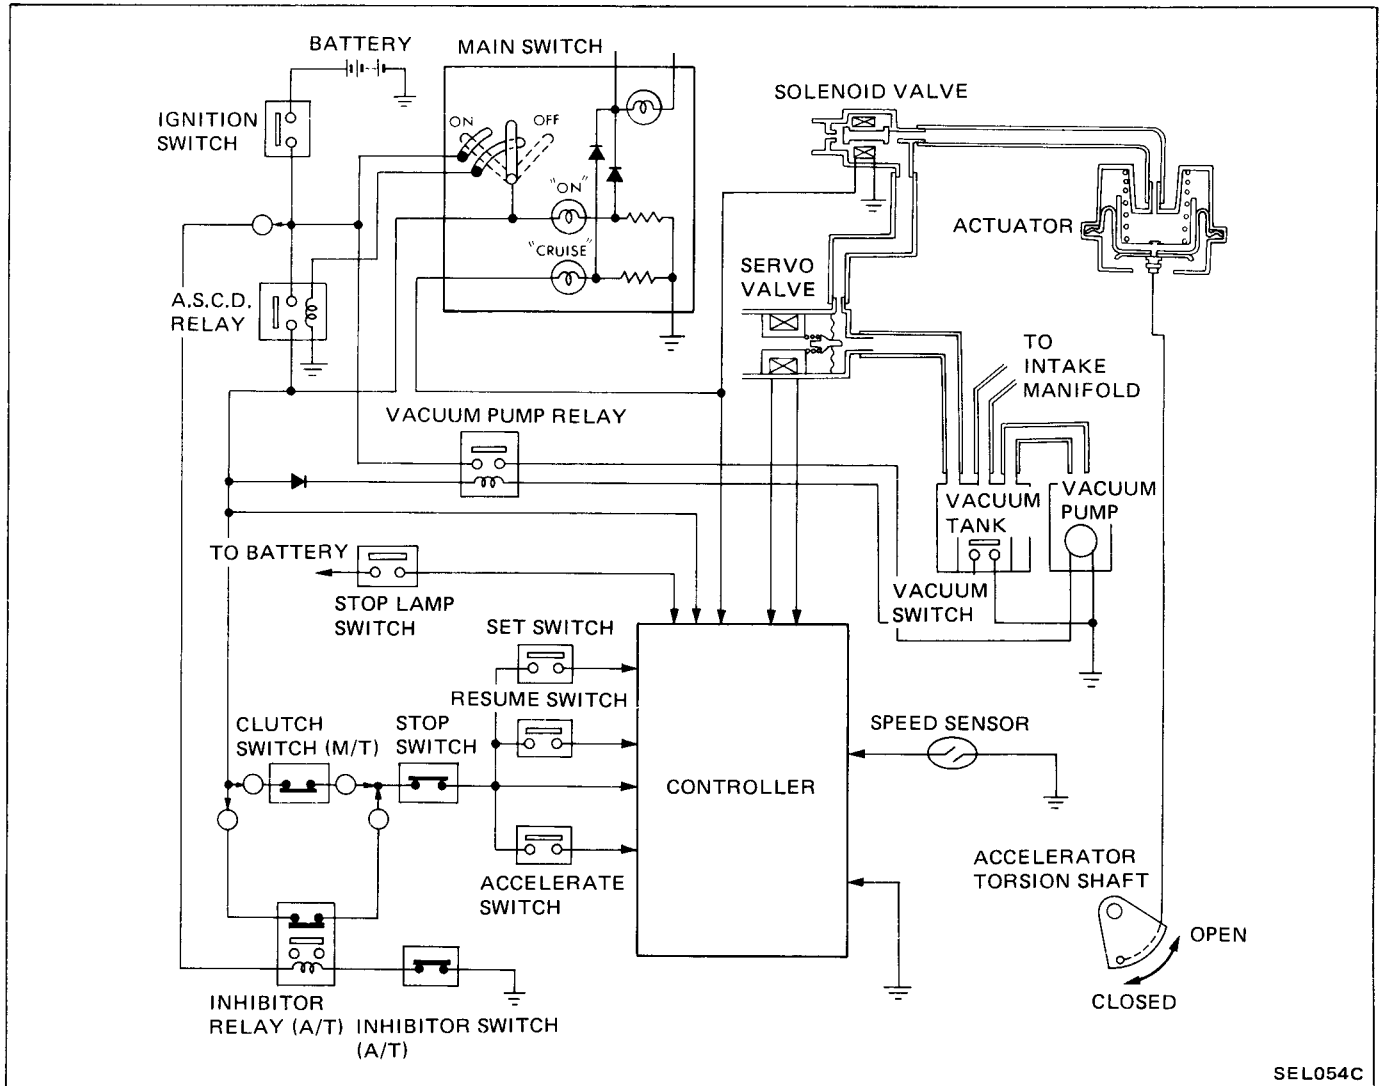 BATTERY
MAIN SWITCH
SOLENOID VALVE
IGNITION
SWITCH
ON
OFF
"ON"
"CRUISE"
ACTUATOR
SERVO
VALVE
A.S.C.D.
RELAY
TO
INTAKE
MANIFOLD
VACUUM PUMP RELAY
VACUUM
TANK
VACUUM
PUMP
TO BATTERY
STOP LAMP
SWITCH
VACUUM
SWITCH
SET SWITCH
RESUME SWITCH
CLUTCH
SWITCH (M/T)
STOP
SWITCH
SPEED SENSOR
CONTROLLER
ACCELERATE
SWITCH
ACCELERATOR
TORSION SHAFT
OPEN
CLOSED
INHIBITOR
RELAY (A/T)
INHIBITOR SWITCH
(A/T)
SEL054C